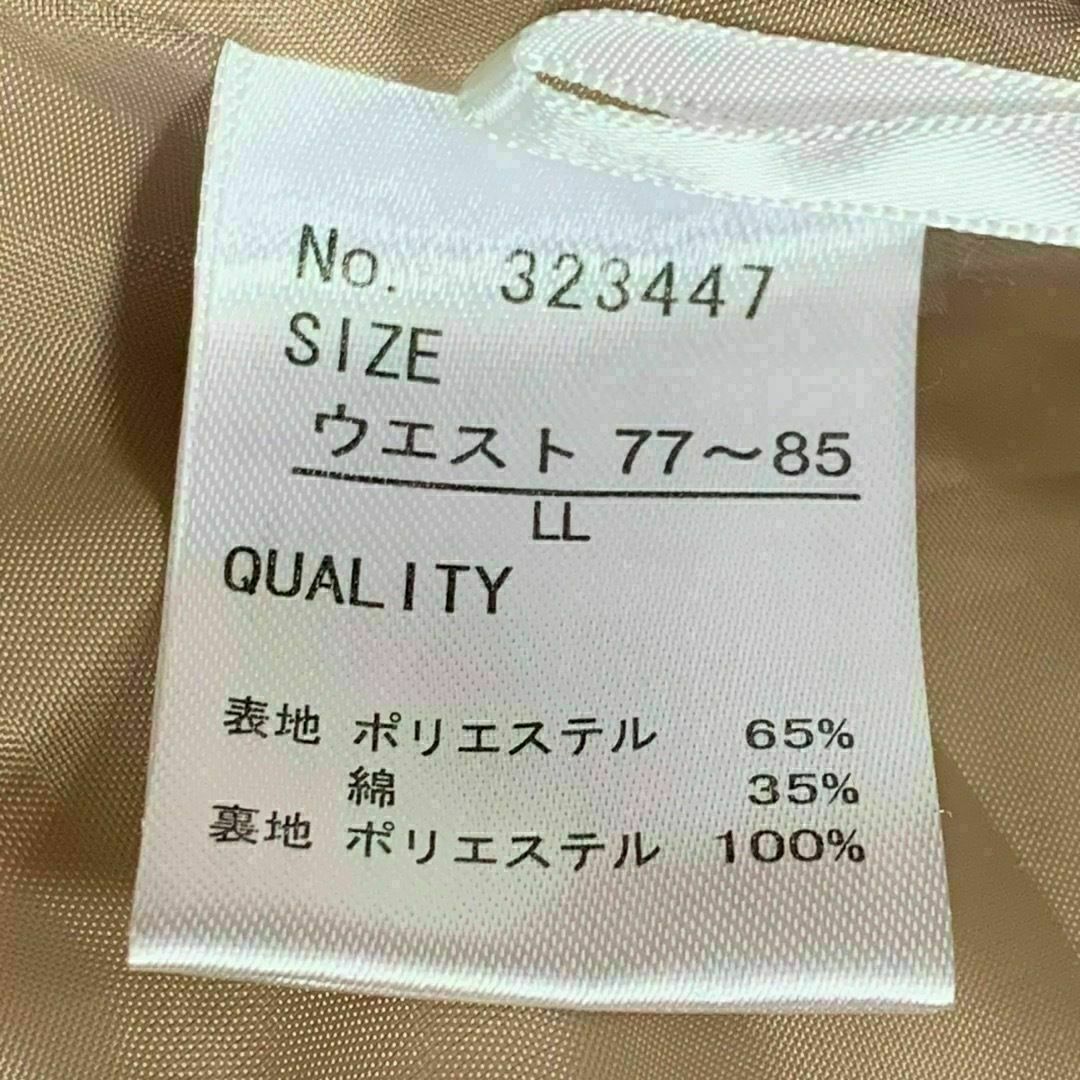 No. 323447
SIZE
ウエスト 77～85
LL
QUALITY
表地 ポリエステル 65%
綿 35%
裏地 ポリエステル 100%